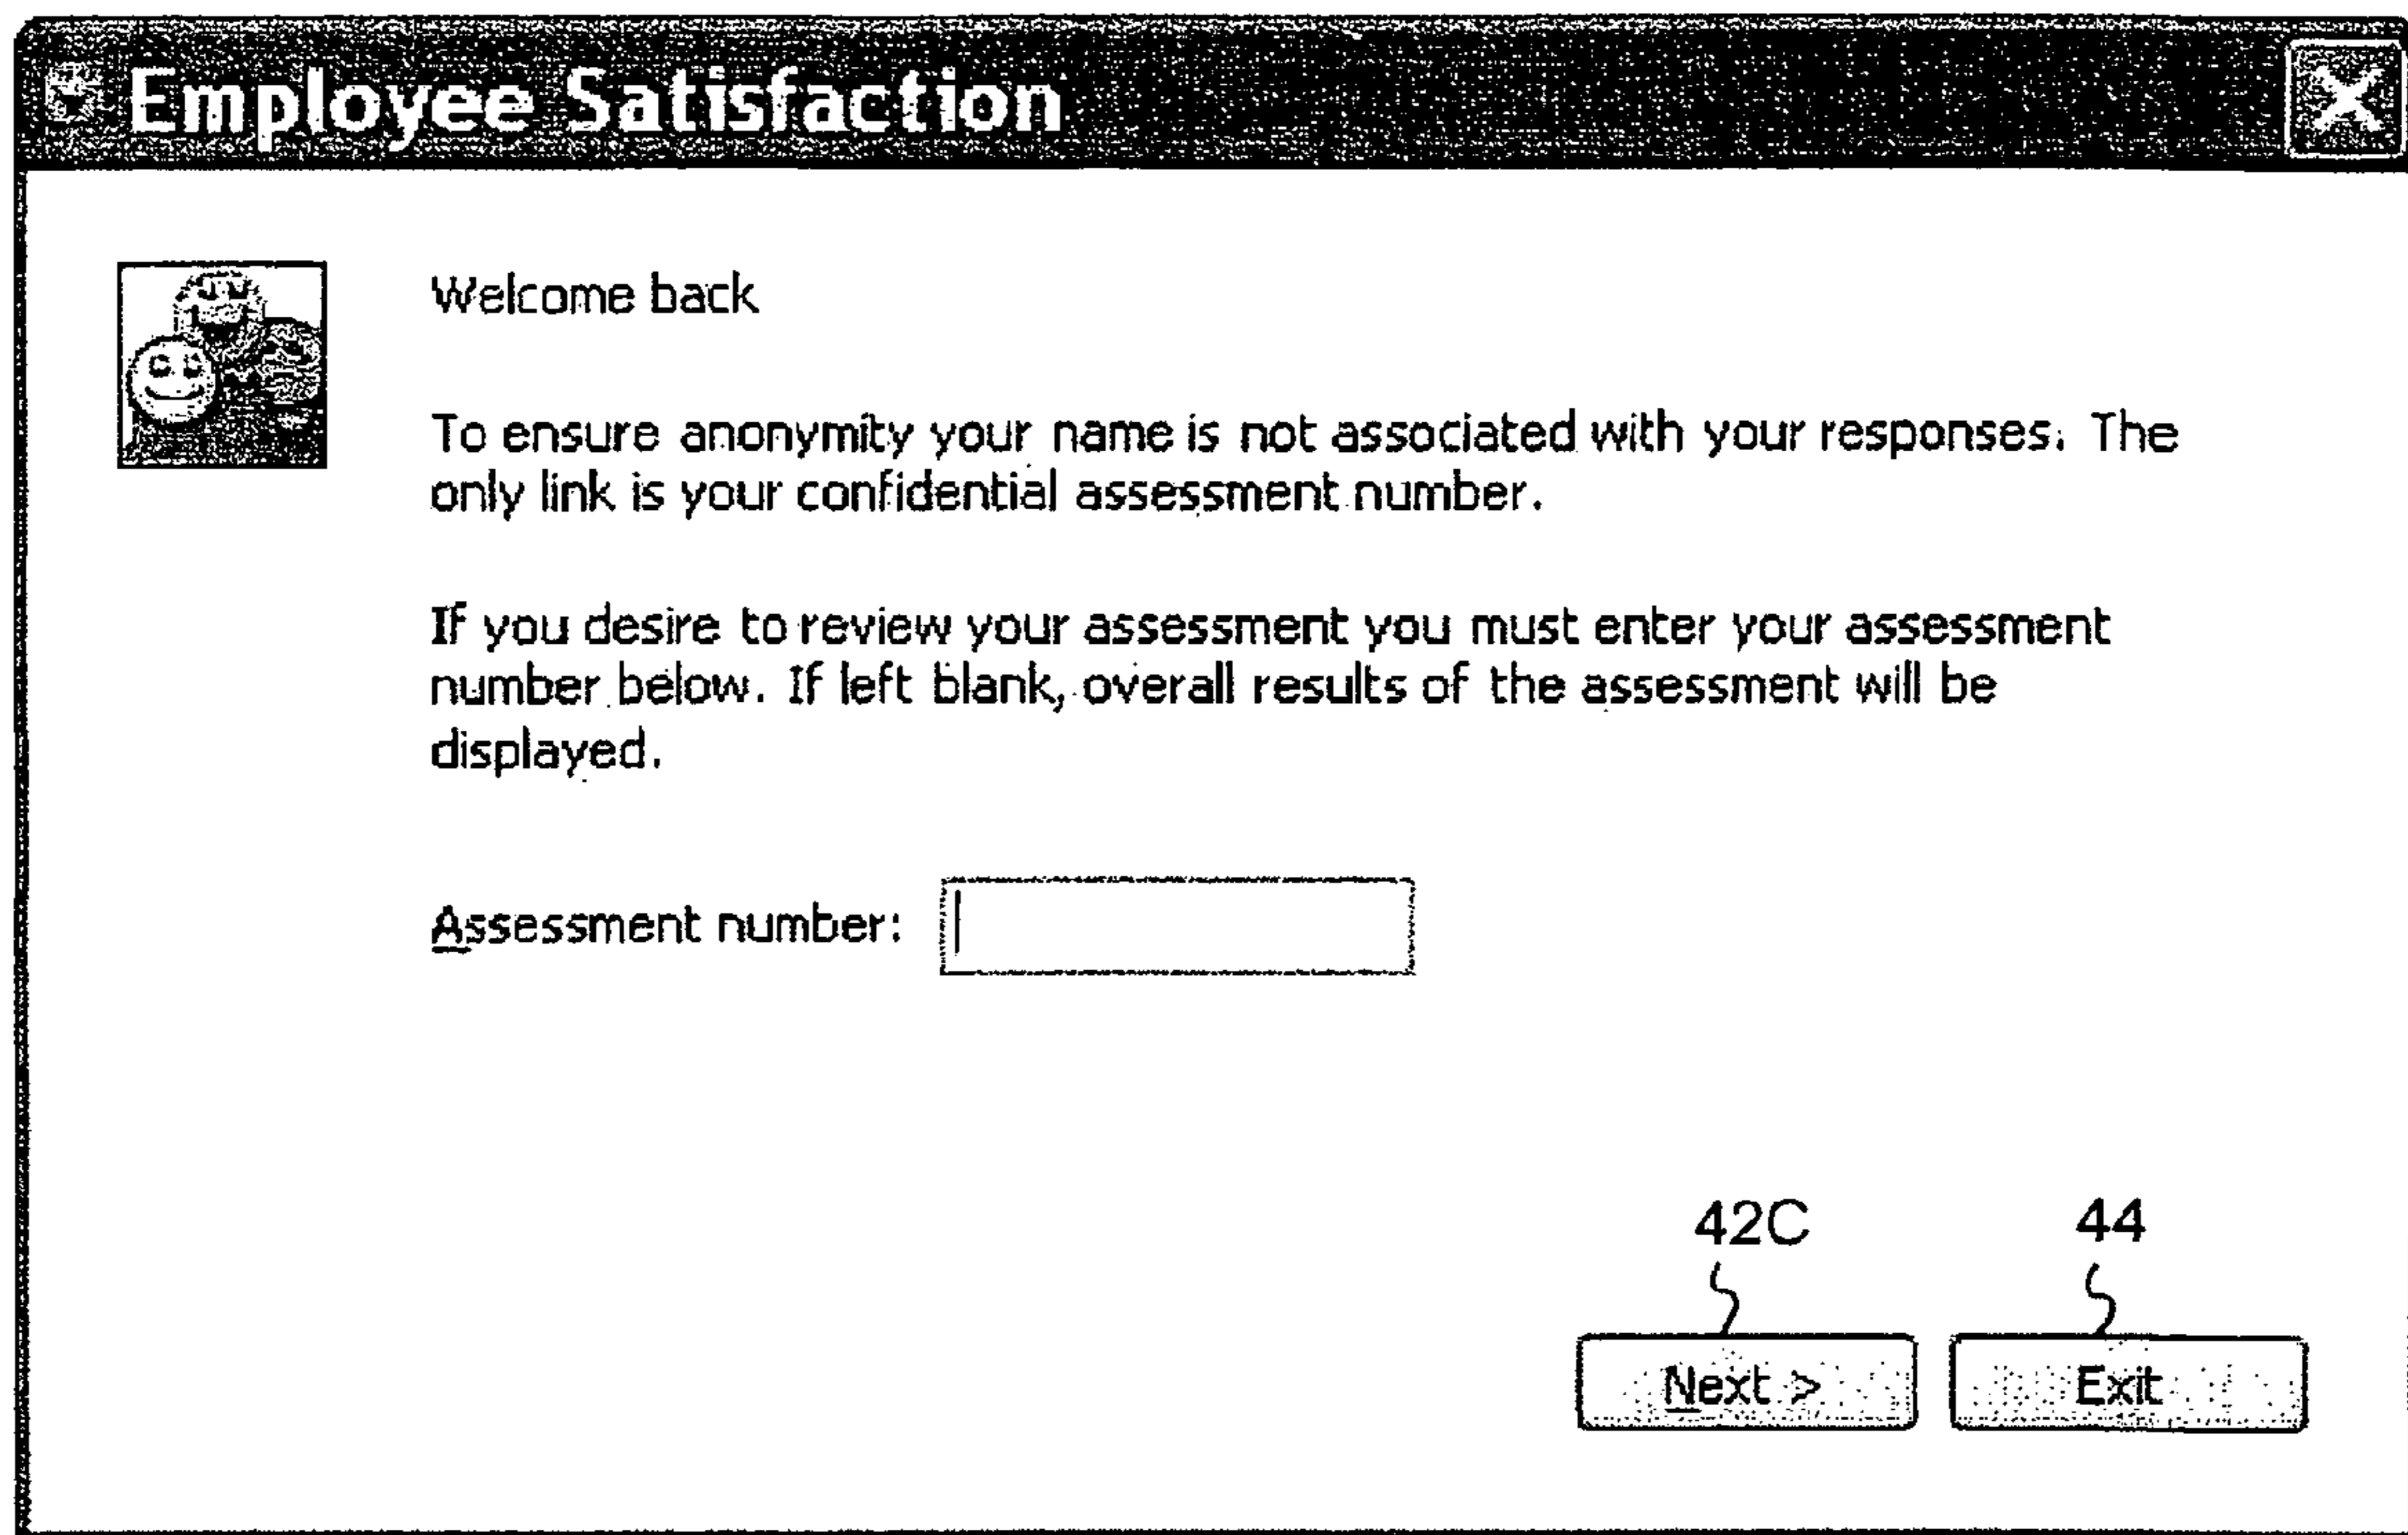 Employee Satisfaction
Welcome back
To ensure anonymity your name is not associated with your responses. The
only link is your confidential assessment number.
If you desire to review your assessment you must enter your assessment
number below. If left blank, overall results of the assessment will be
displayed.
Assessment number:
42C 44
Next > Exit